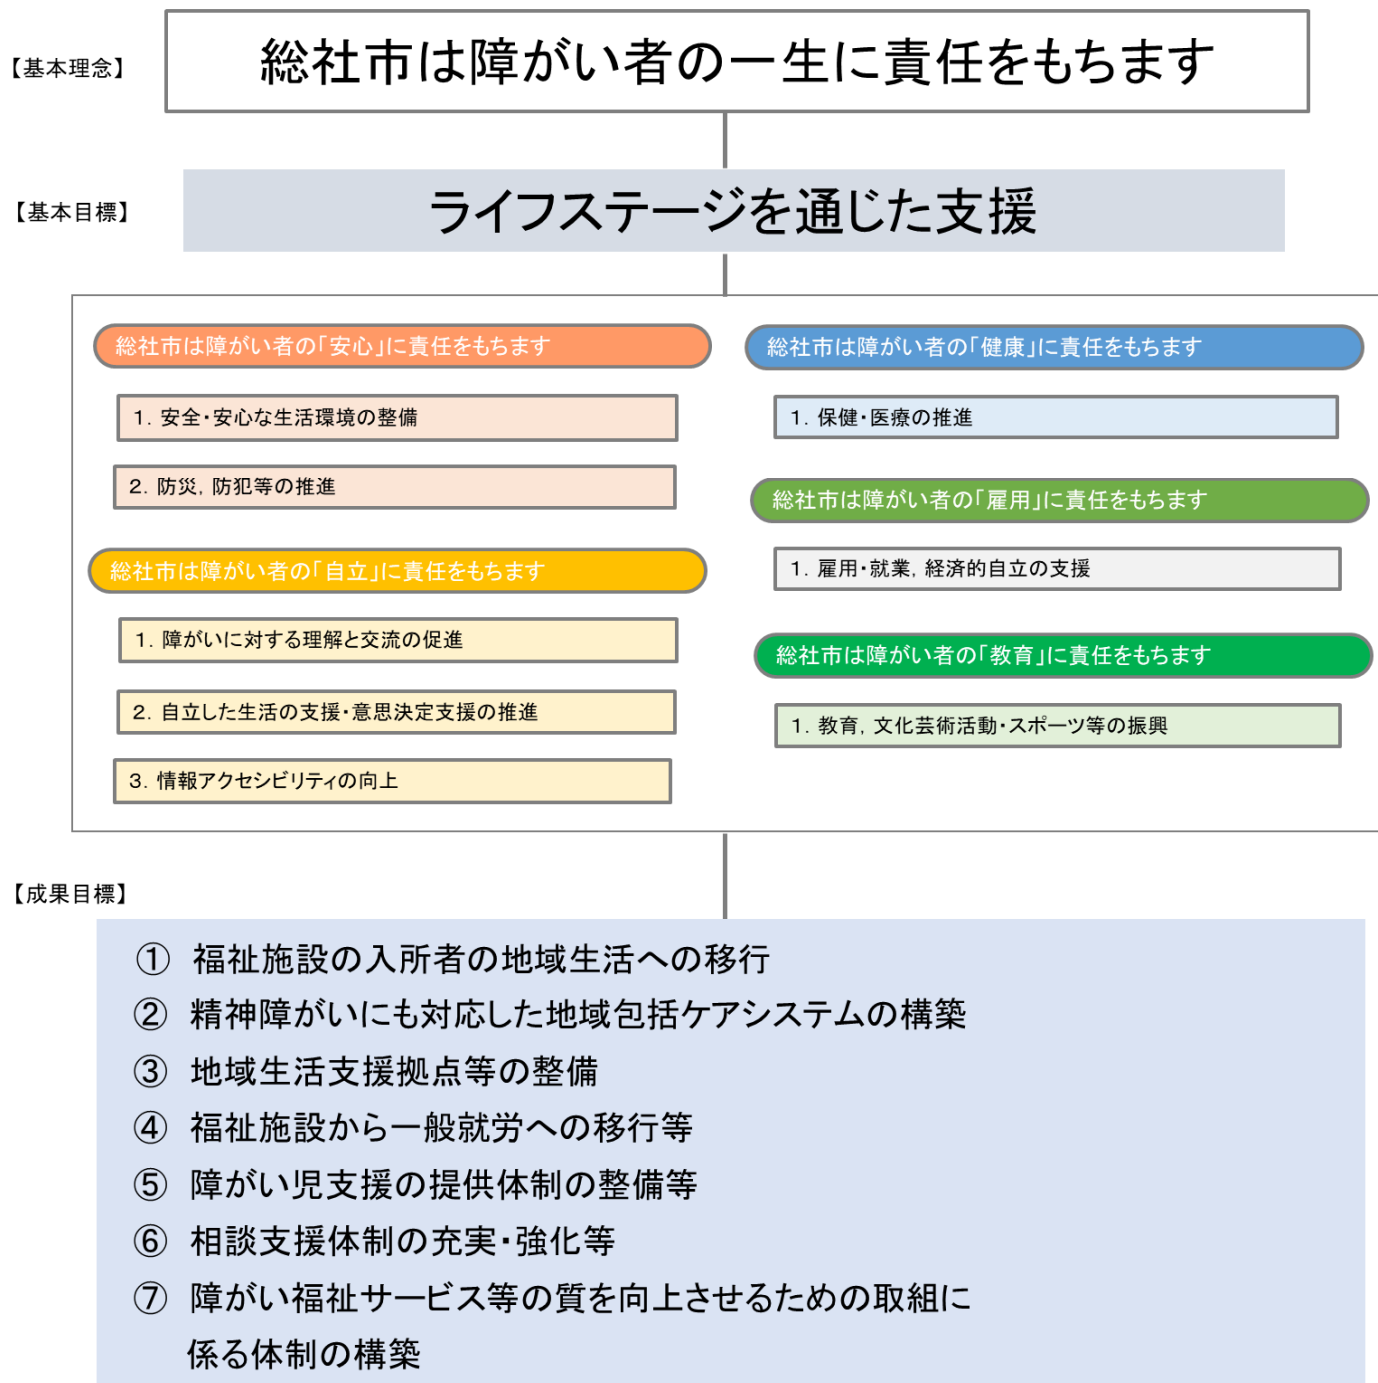 【基本理念】
総社市は障がい者の一生に責任をもちます
【基本目標】
ライフステージを通じた支援
総社市は障がい者の「安心」に責任をもちます
1. 安全・安心な生活環境の整備
2. 防災, 防犯等の推進
総社市は障がい者の「自立」に責任をもちます
1. 障がいに対する理解と交流の促進
2. 自立した生活の支援・意思決定支援の推進
3. 情報アクセシビリティの向上
総社市は障がい者の「健康」に責任をもちます
1. 保健・医療の推進
総社市は障がい者の「雇用」に責任をもちます
1. 雇用・就業, 経済的自立の支援
総社市は障がい者の「教育」に責任をもちます
1. 教育, 文化芸術活動・スポーツ等の振興
【成果目標】
① 福祉施設の入所者の地域生活への移行
② 精神障がいにも対応した地域包括ケアシステムの構築
③ 地域生活支援拠点等の整備
④ 福祉施設から一般就労への移行等
⑤ 障がい児支援の提供体制の整備等
⑥ 相談支援体制の充実・強化等
⑦ 障がい福祉サービス等の質を向上させるための取組に
係る体制の構築